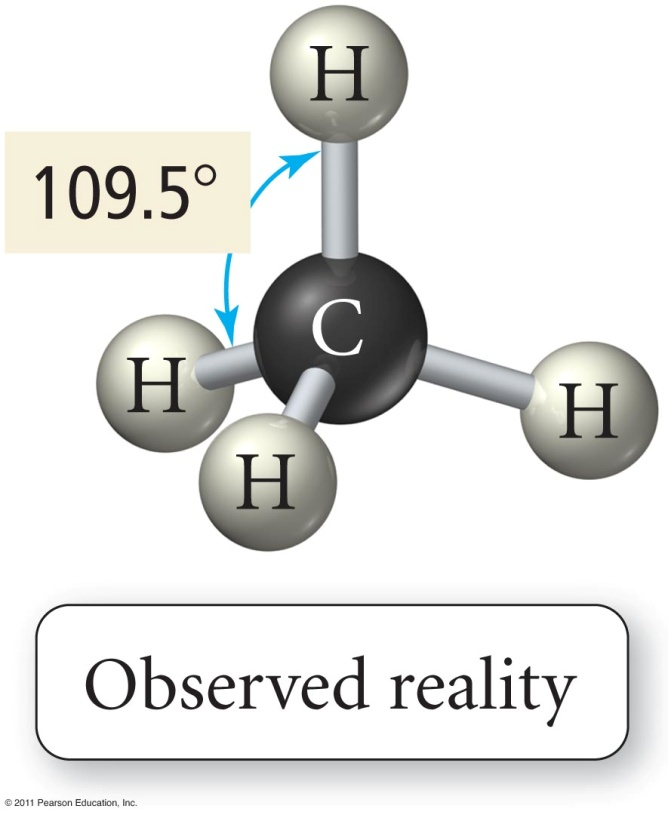 H
109.5°
C
H
H
H
Observed reality
© 2011 Pearson Education, Inc.